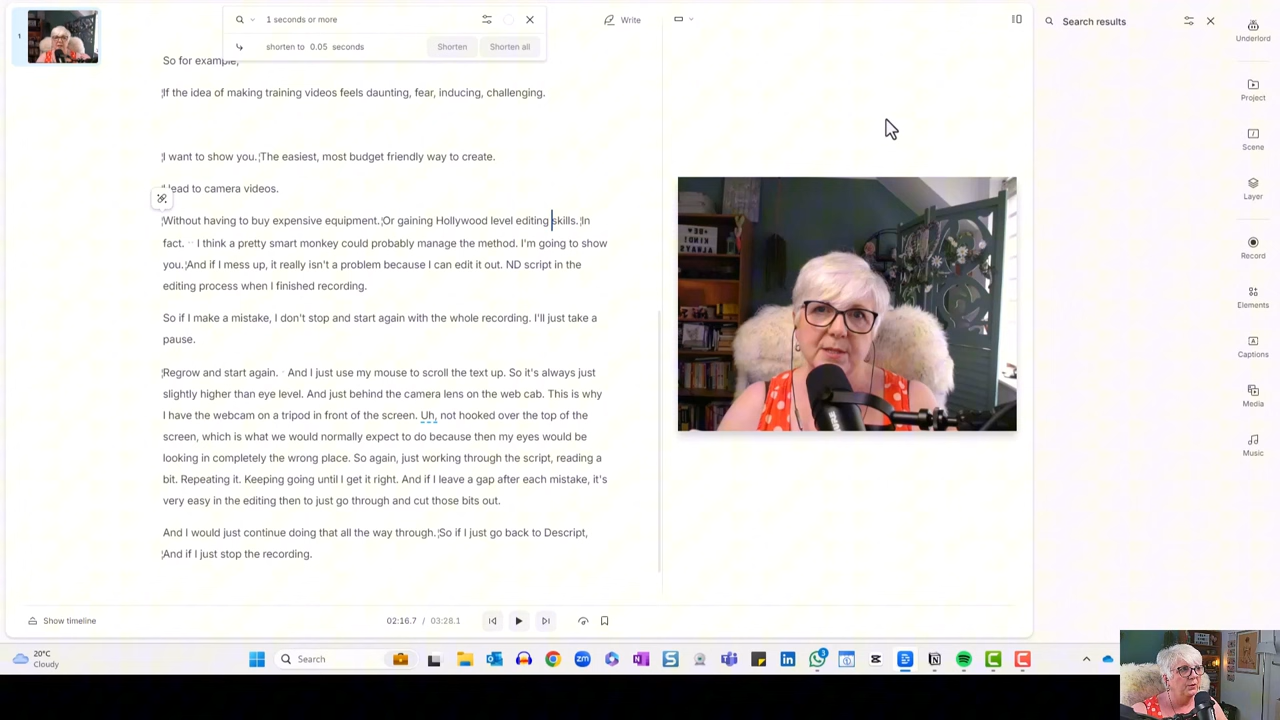 1
1 seconds or more
shorten to 0.05 seconds Shorten Shorten all
Write
Search results
So for example,
If the idea of making training videos feels daunting, fear, inducing, challenging.
I want to show you. The easiest, most budget friendly way to create.
Head to camera videos.
Without having to buy expensive equipment. Or gaining Hollywood level editing skills. In
fact. I think a pretty smart monkey could probably manage the method. I'm going to show
you. And if I mess up, it really isn't a problem because I can edit it out. ND script in the
editing process when I finished recording.
So if I make a mistake, I don't stop and start again with the whole recording. I'll just take a
pause.
Regrow and start again. And I just use my mouse to scroll the text up. So it's always just
slightly higher than eye level. And just behind the camera lens on the web cab. This is why
I have the webcam on a tripod in front of the screen. Uh, not hooked over the top of the
screen, which is what we would normally expect to do because then my eyes would be
looking in completely the wrong place. So again, just working through the script, reading a
bit. Repeating it. Keeping going until I get it right. And if I leave a gap after each mistake, it's
very easy in the editing then to just go through and cut those bits out.
And I would just continue doing that all the way through. So if I just go back to Descript,
And if I just stop the recording.
Underlord
Project
Scene
Layer
Record
Elements
Captions
Media
Music
Show timeline
02:16.7 / 03:28.1
20°C
Cloudy
Search
3